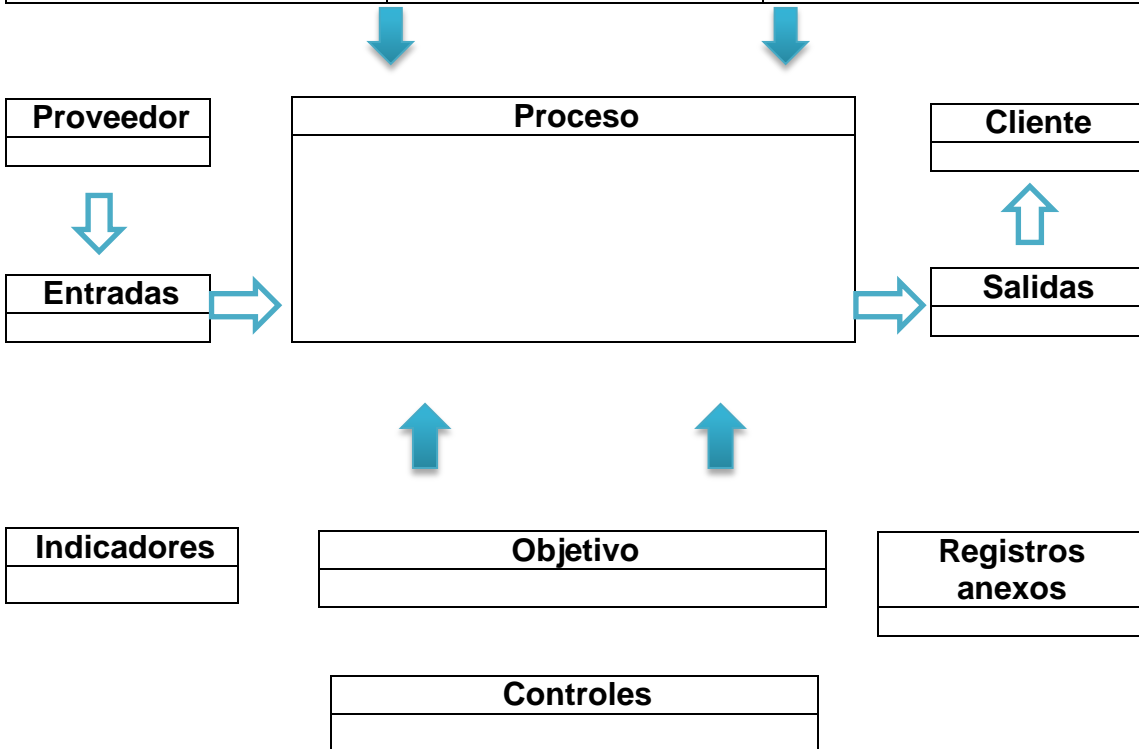 Proveedor
Proceso
Cliente
Entradas
Salidas
Indicadores
Objetivo
Registros
anexos
Controles